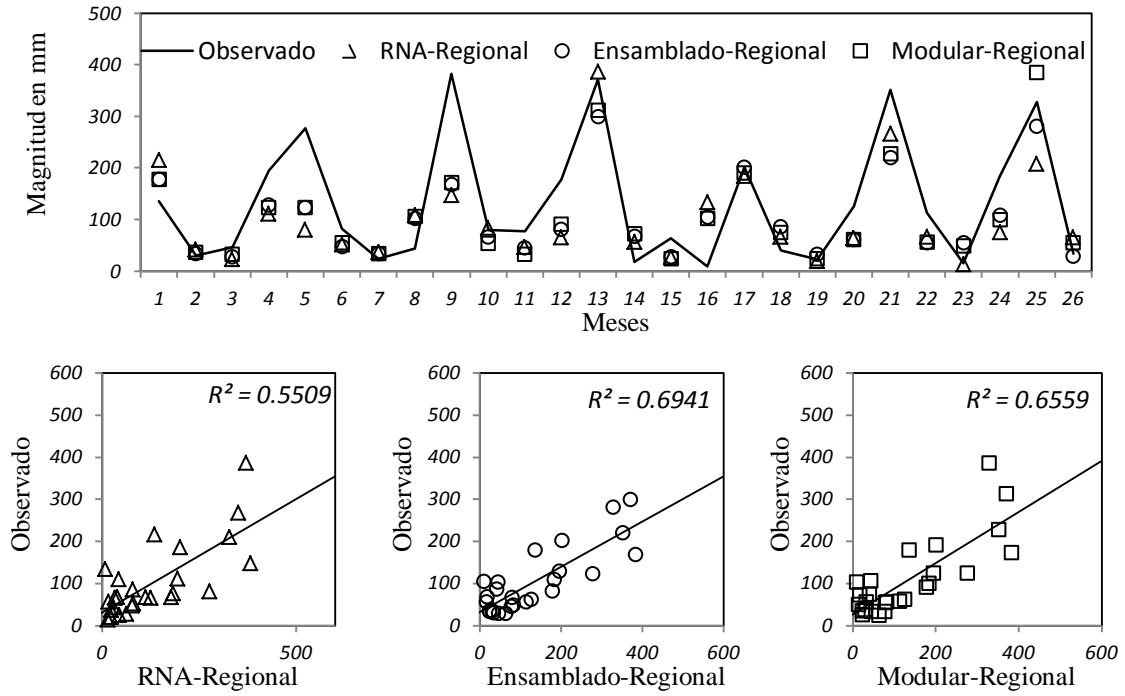 500
400
300
200
100
0
Magnitud en mm
Observado RNA-Regional Ensamblado-Regional Modular-Regional
1 2 3 4 5 6 7 8 9 10 11 12 13 14 15 16 17 18 19 20 21 22 23 24 25 26
Meses
600
500
400
300
200
100
0
Observado
R² = 0.5509
0 500
RNA-Regional
600
500
400
300
200
100
0
Observado
R² = 0.6941
0 200 400 600
Ensamblado-Regional
600
500
400
300
200
100
0
Observado
R² = 0.6559
0 200 400 600
Modular-Regional